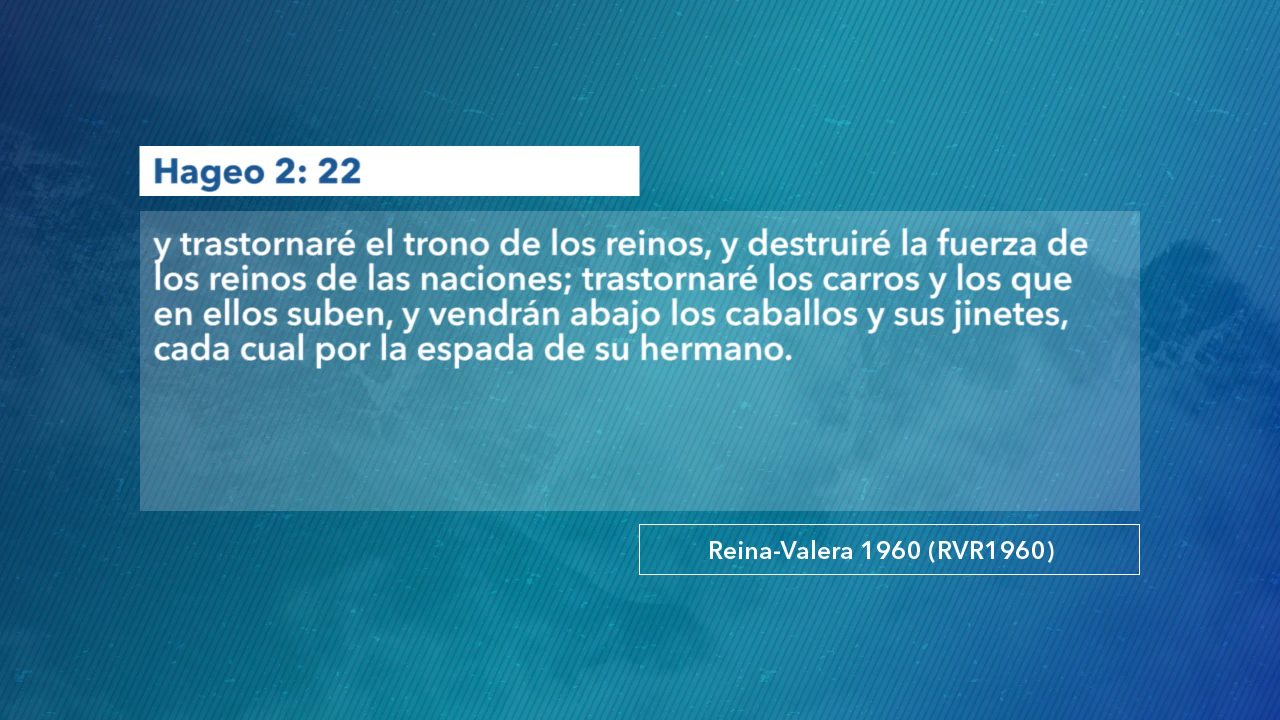 Hageo 2: 22
y trastornaré el trono de los reinos, y destruiré la fuerza de
los reinos de las naciones; trastornaré los carros y los que
en ellos suben, y vendrán abajo los caballos y sus jinetes,
cada cual por la espada de su hermano.
Reina-Valera 1960 (RVR1960)